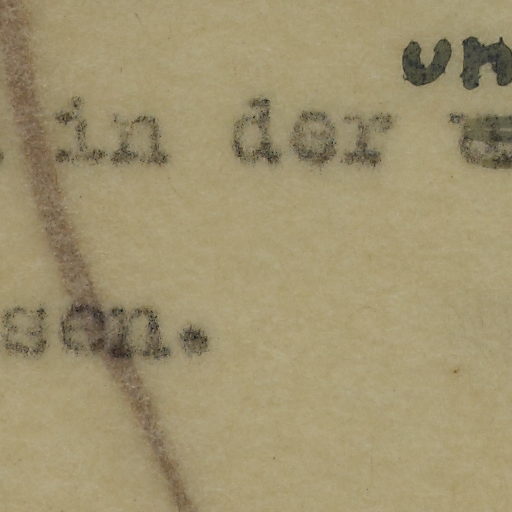 un
in der
sen.